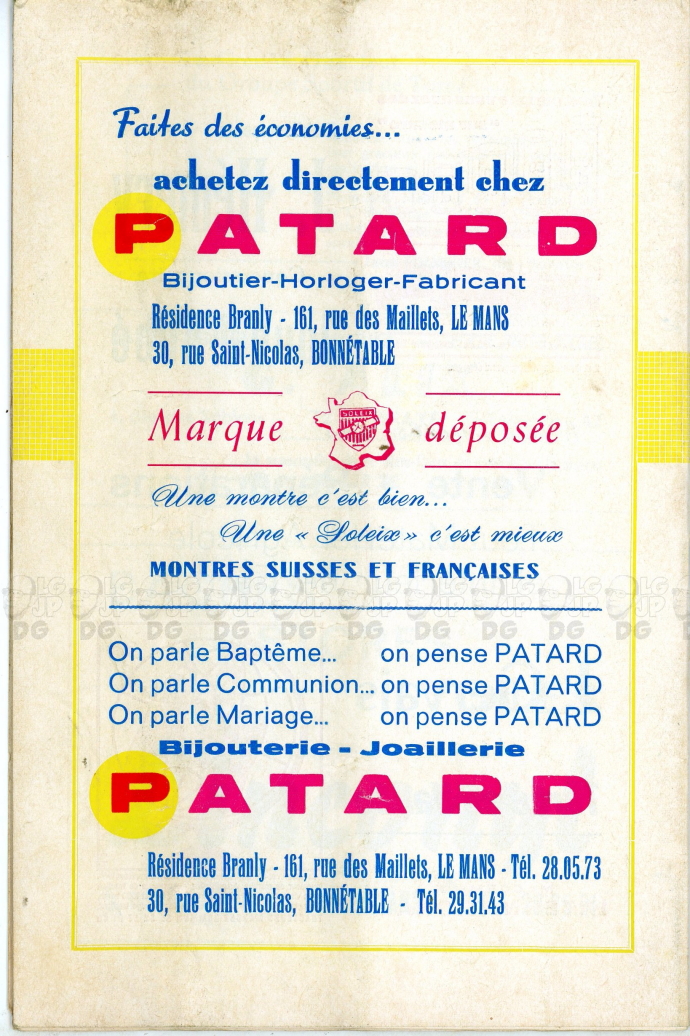 Faites des économies...
achetez directement chez
PATARD
Bijoutier-Horloger-Fabricant
Résidence Branly - 161, rue des Maillets, LE MANS
30, rue Saint-Nicolas, BONNÉTABLE
Marque SOLEIX déposée
Une montre c'est bien...
Une « Soleix » c'est mieux
MONTRES SUISSES ET FRANÇAISES
On parle Baptême... on pense PATARD
On parle Communion... on pense PATARD
On parle Mariage... on pense PATARD
Bijouterie - Joaillerie
PATARD
Résidence Branly - 161, rue des Maillets, LE MANS - Tél. 28.05.73
30, rue Saint-Nicolas, BONNÉTABLE - Tél. 29.31.43